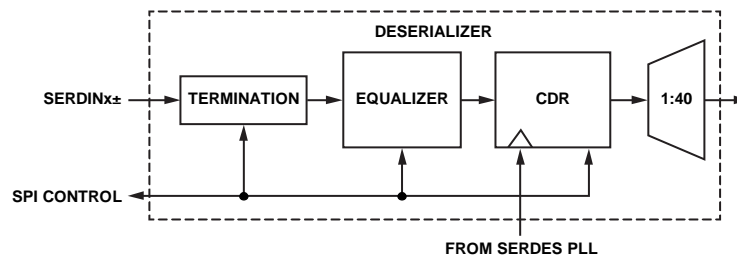 DESERIALIZER
SERDINx±
TERMINATION
EQUALIZER
CDR
1:40
SPI CONTROL
FROM SERDES PLL